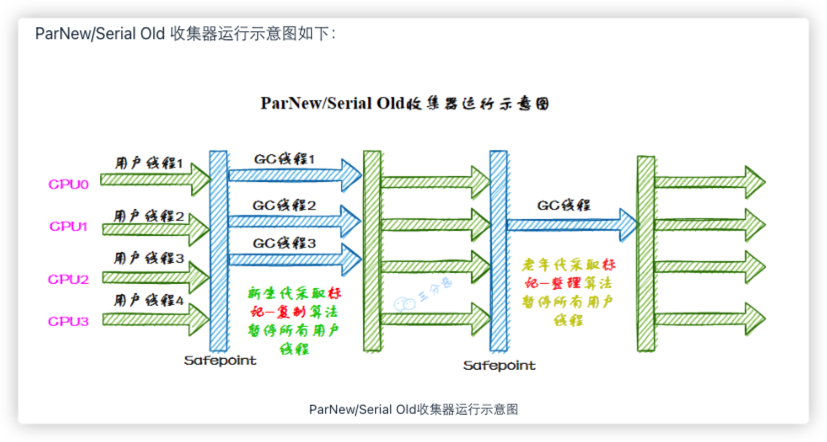 ParNew/Serial Old 收集器运行示意图如下：
ParNew/Serial Old收集器运行示意图
用户线程1
GC线程1
CPU0
GC线程
用户线程2
GC线程2
CPU1
GC线程3
用户线程3
CPU2
老年代采取标
记-整理算法
暂停所有用户
线程
新生代采取标
记-复制算法
暂停所有用户
线程
用户线程4
CPU3
三分恶
Safepoint
Safepoint
ParNew/Serial Old收集器运行示意图